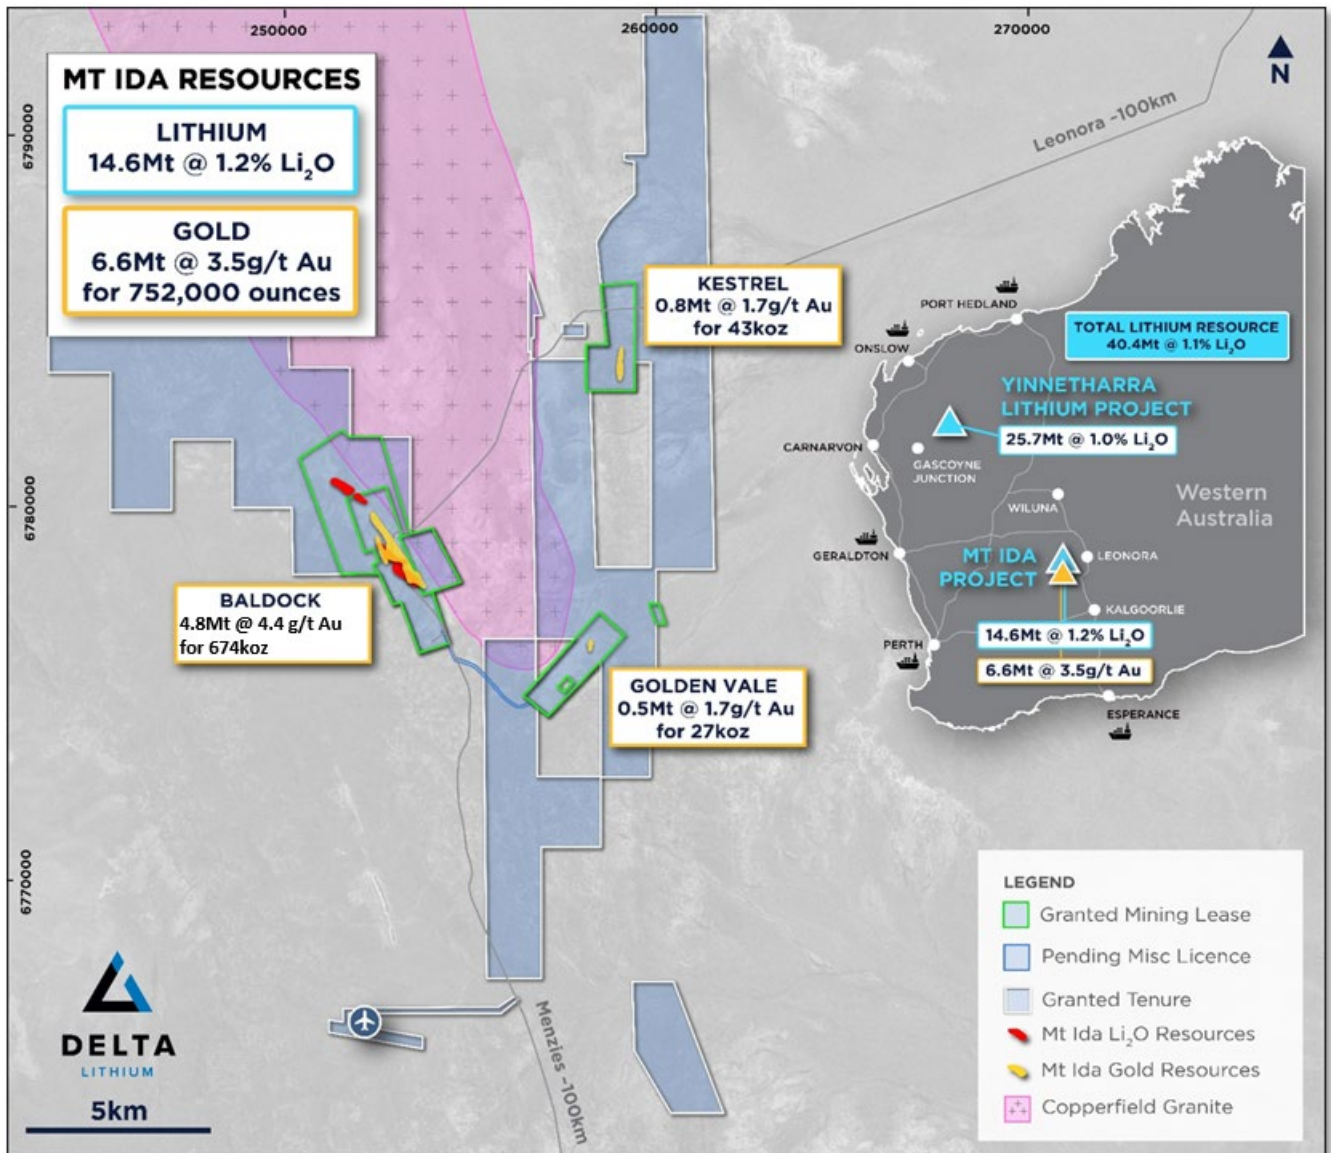 250000
260000
270000
N
6790000
6780000
6770000
MT IDA RESOURCES
LITHIUM
14.6Mt @ 1.2% Li₂O
GOLD
6.6Mt @ 3.5g/t Au
for 752,000 ounces
Leonora ~100km
KESTREL
0.8Mt @ 1.7g/t Au
for 43koz
BALDOCK
4.8Mt @ 4.4 g/t Au
for 674koz
GOLDEN VALE
0.5Mt @ 1.7g/t Au
for 27koz
Menzies ~100km
PORT HEDLAND
ONSLOW
TOTAL LITHIUM RESOURCE
40.4Mt @ 1.1% Li₂O
YINNETHARRA
LITHIUM PROJECT
25.7Mt @ 1.0% Li₂O
CARNARVON
GASCOYNE
JUNCTION
WILUNA
Western
Australia
GERALDTON
MT IDA
PROJECT
LEONORA
KALGOORLIE
14.6Mt @ 1.2% Li₂O
PERTH
6.6Mt @ 3.5g/t Au
ESPERANCE
LEGEND
Granted Mining Lease
Pending Misc Licence
Granted Tenure
Mt Ida Li₂O Resources
Mt Ida Gold Resources
Copperfield Granite
DELTA
LITHIUM
5km